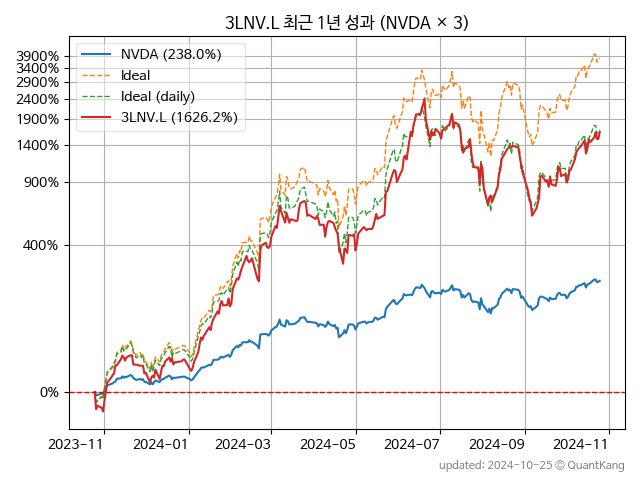 3LNV.L 최근 1년 성과 (NVDA × 3)
NVDA (238.0%)
Ideal
Ideal (daily)
3LNV.L (1626.2%)
3900%
3400%
2900%
2400%
1900%
1400%
900%
400%
0%
2023-11 2024-01 2024-03 2024-05 2024-07 2024-09 2024-11
updated: 2024-10-25 © QuantKang